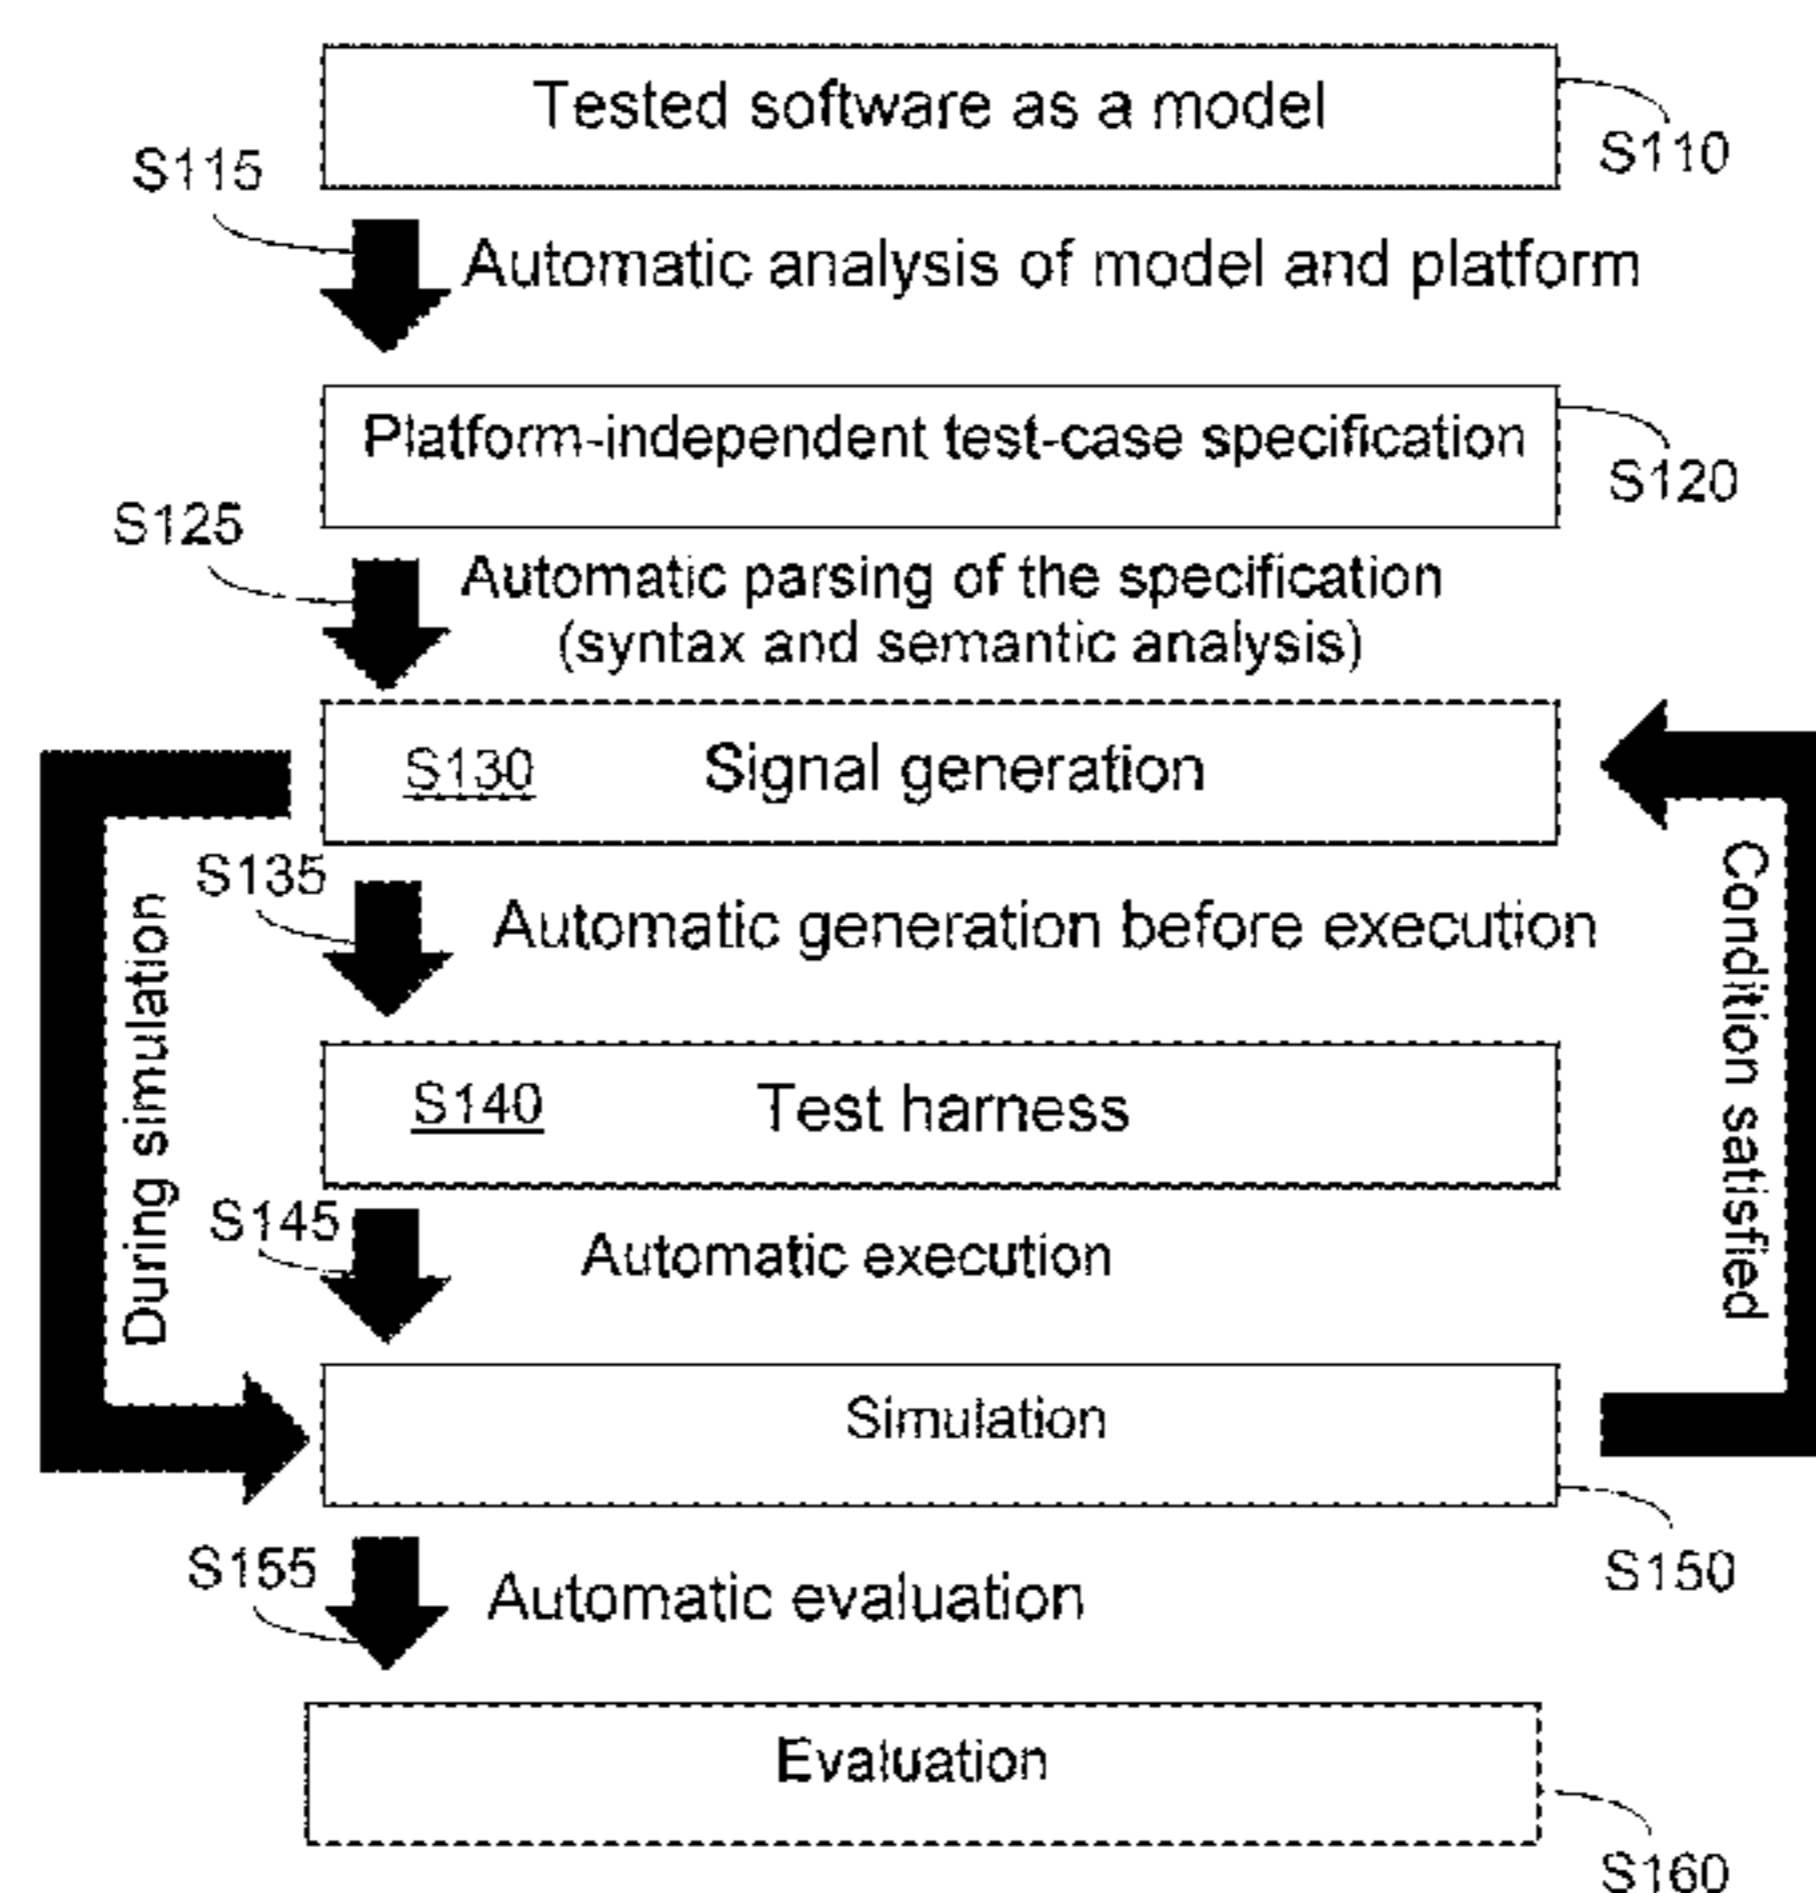 Tested software as a model
S110
S115
Automatic analysis of model and platform
Platform-independent test-case specification
S120
S125
Automatic parsing of the specification
(syntax and semantic analysis)
S130 Signal generation
S135
Automatic generation before execution
During simulation
Condition satisfied
S140 Test harness
S145
Automatic execution
Simulation
S150
S155
Automatic evaluation
Evaluation
S160